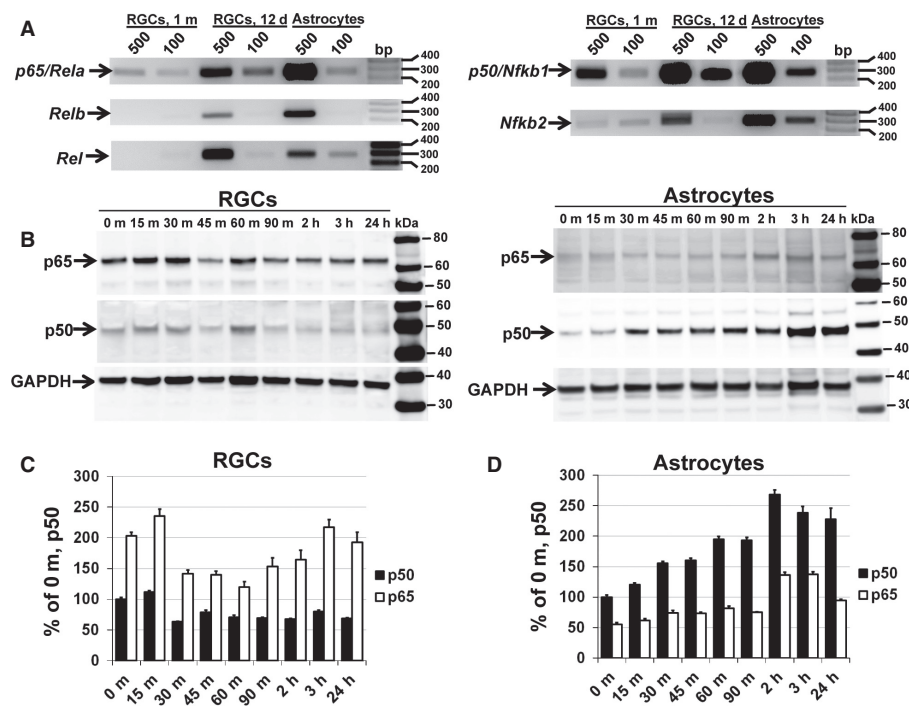 A
RGCs, 1 m RGCs, 12 d Astrocytes
500 100 500 100 500 100 bp
p65/Rela
400
300
200
Relb
400
300
200
Rel
400
300
200
RGCs, 1 m RGCs, 12 d Astrocytes
500 100 500 100 500 100 bp
p50/Nfkb1
400
300
200
Nfkb2
400
300
200
B
RGCs
0 m 15 m 30 m 45 m 60 m 90 m 2 h 3 h 24 h kDa
p65
80
60
50
p50
60
50
40
GAPDH
40
30
Astrocytes
0 m 15 m 30 m 45 m 60 m 90 m 2 h 3 h 24 h kDa
p65
80
60
50
p50
60
50
40
GAPDH
40
30
C
RGCs
% of 0 m, p50
300
250
200
150
100
50
0
0 m 15 m 30 m 45 m 60 m 90 m 2 h 3 h 24 h
p50
p65
D
Astrocytes
% of 0 m, p50
300
250
200
150
100
50
0
0 m 15 m 30 m 45 m 60 m 90 m 2 h 3 h 24 h
p50
p65